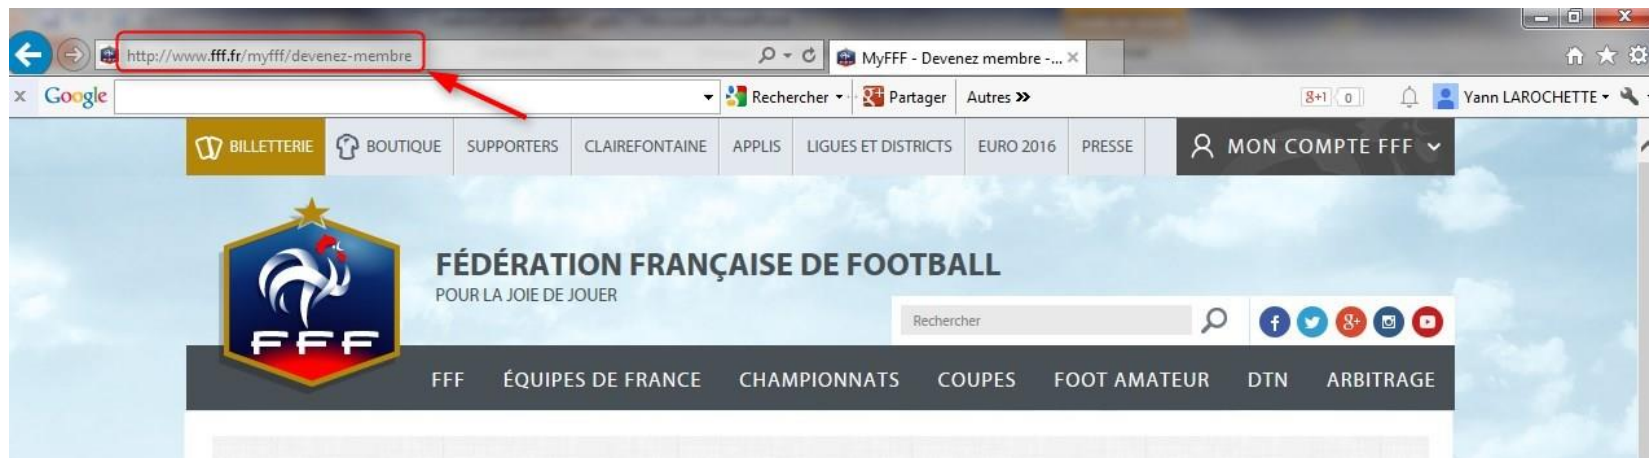 http://www.fff.fr/myfff/devenez-membre
MyFFF - Devenez membre -... ×
x Google Rechercher Partager Autres » g+1 0 Yann LAROCHETTE
BILLETTERIE BOUTIQUE SUPPORTERS CLAIREFONTAINE APPLIS LIGUES ET DISTRICTS EURO 2016 PRESSE MON COMPTE FFF
FÉDÉRATION FRANÇAISE DE FOOTBALL
POUR LA JOIE DE JOUER
Rechercher
FFF
FFF ÉQUIPES DE FRANCE CHAMPIONNATS COUPES FOOT AMATEUR DTN ARBITRAGE